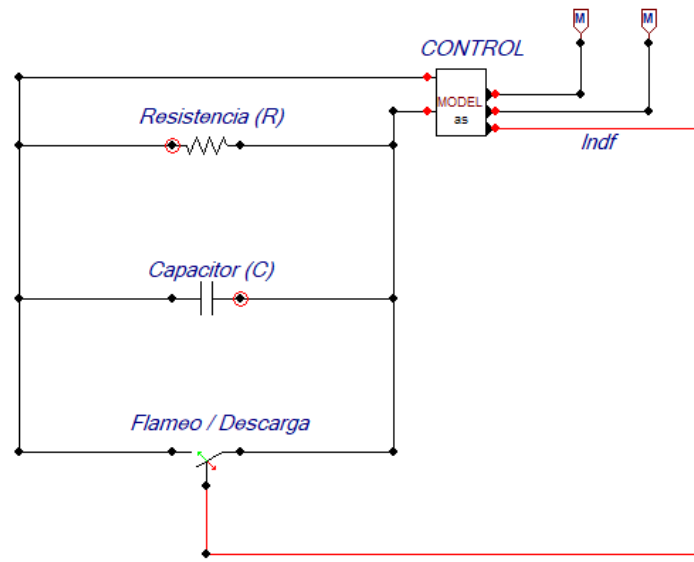 M M
CONTROL
MODEL
as
Resistencia (R)
Indf
Capacitor (C)
Flameo / Descarga